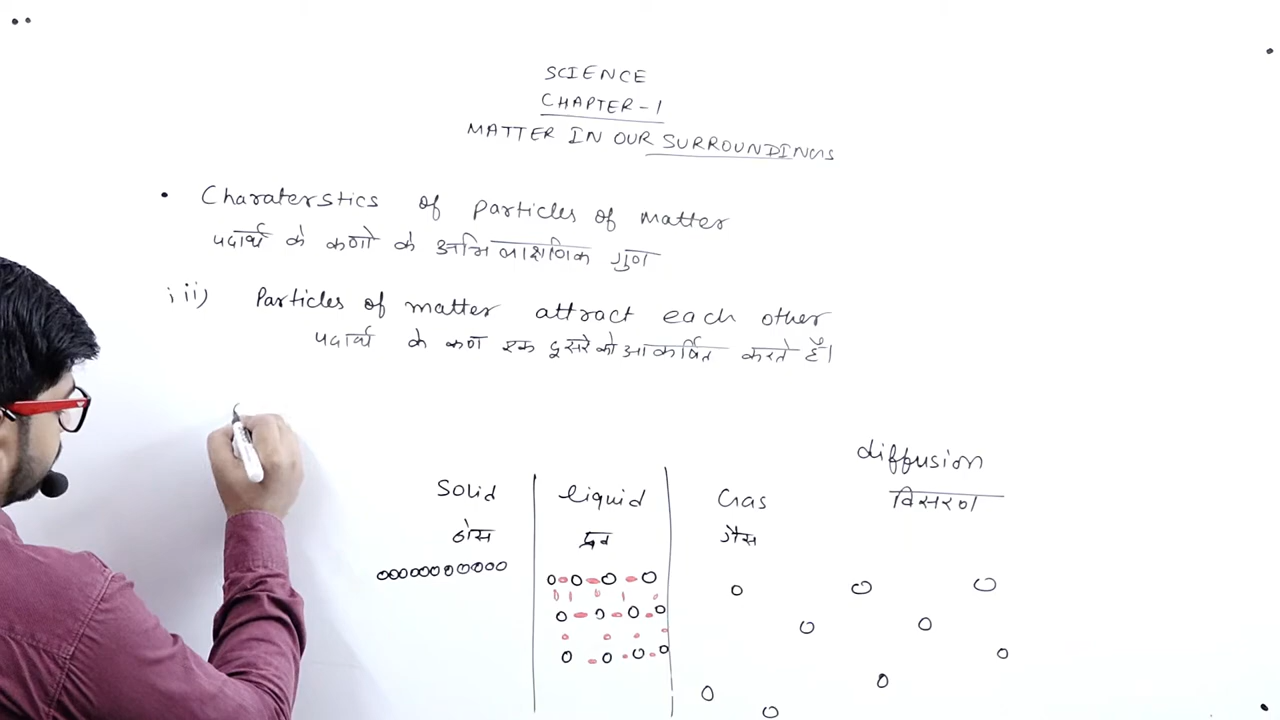 SCIENCE
CHAPTER-1
MATTER IN OUR SURROUNDINGS
• Charaterstics of particles of matter
पदार्थ के कणो के अभिलाक्षणिक गुण
iii) Particles of matter attract each other
पदार्थ के कण एक दूसरे को आकर्षित करते हैं।
diffusion
विसरण
Solid
liquid
Gas
ठोस
द्रव
गैस